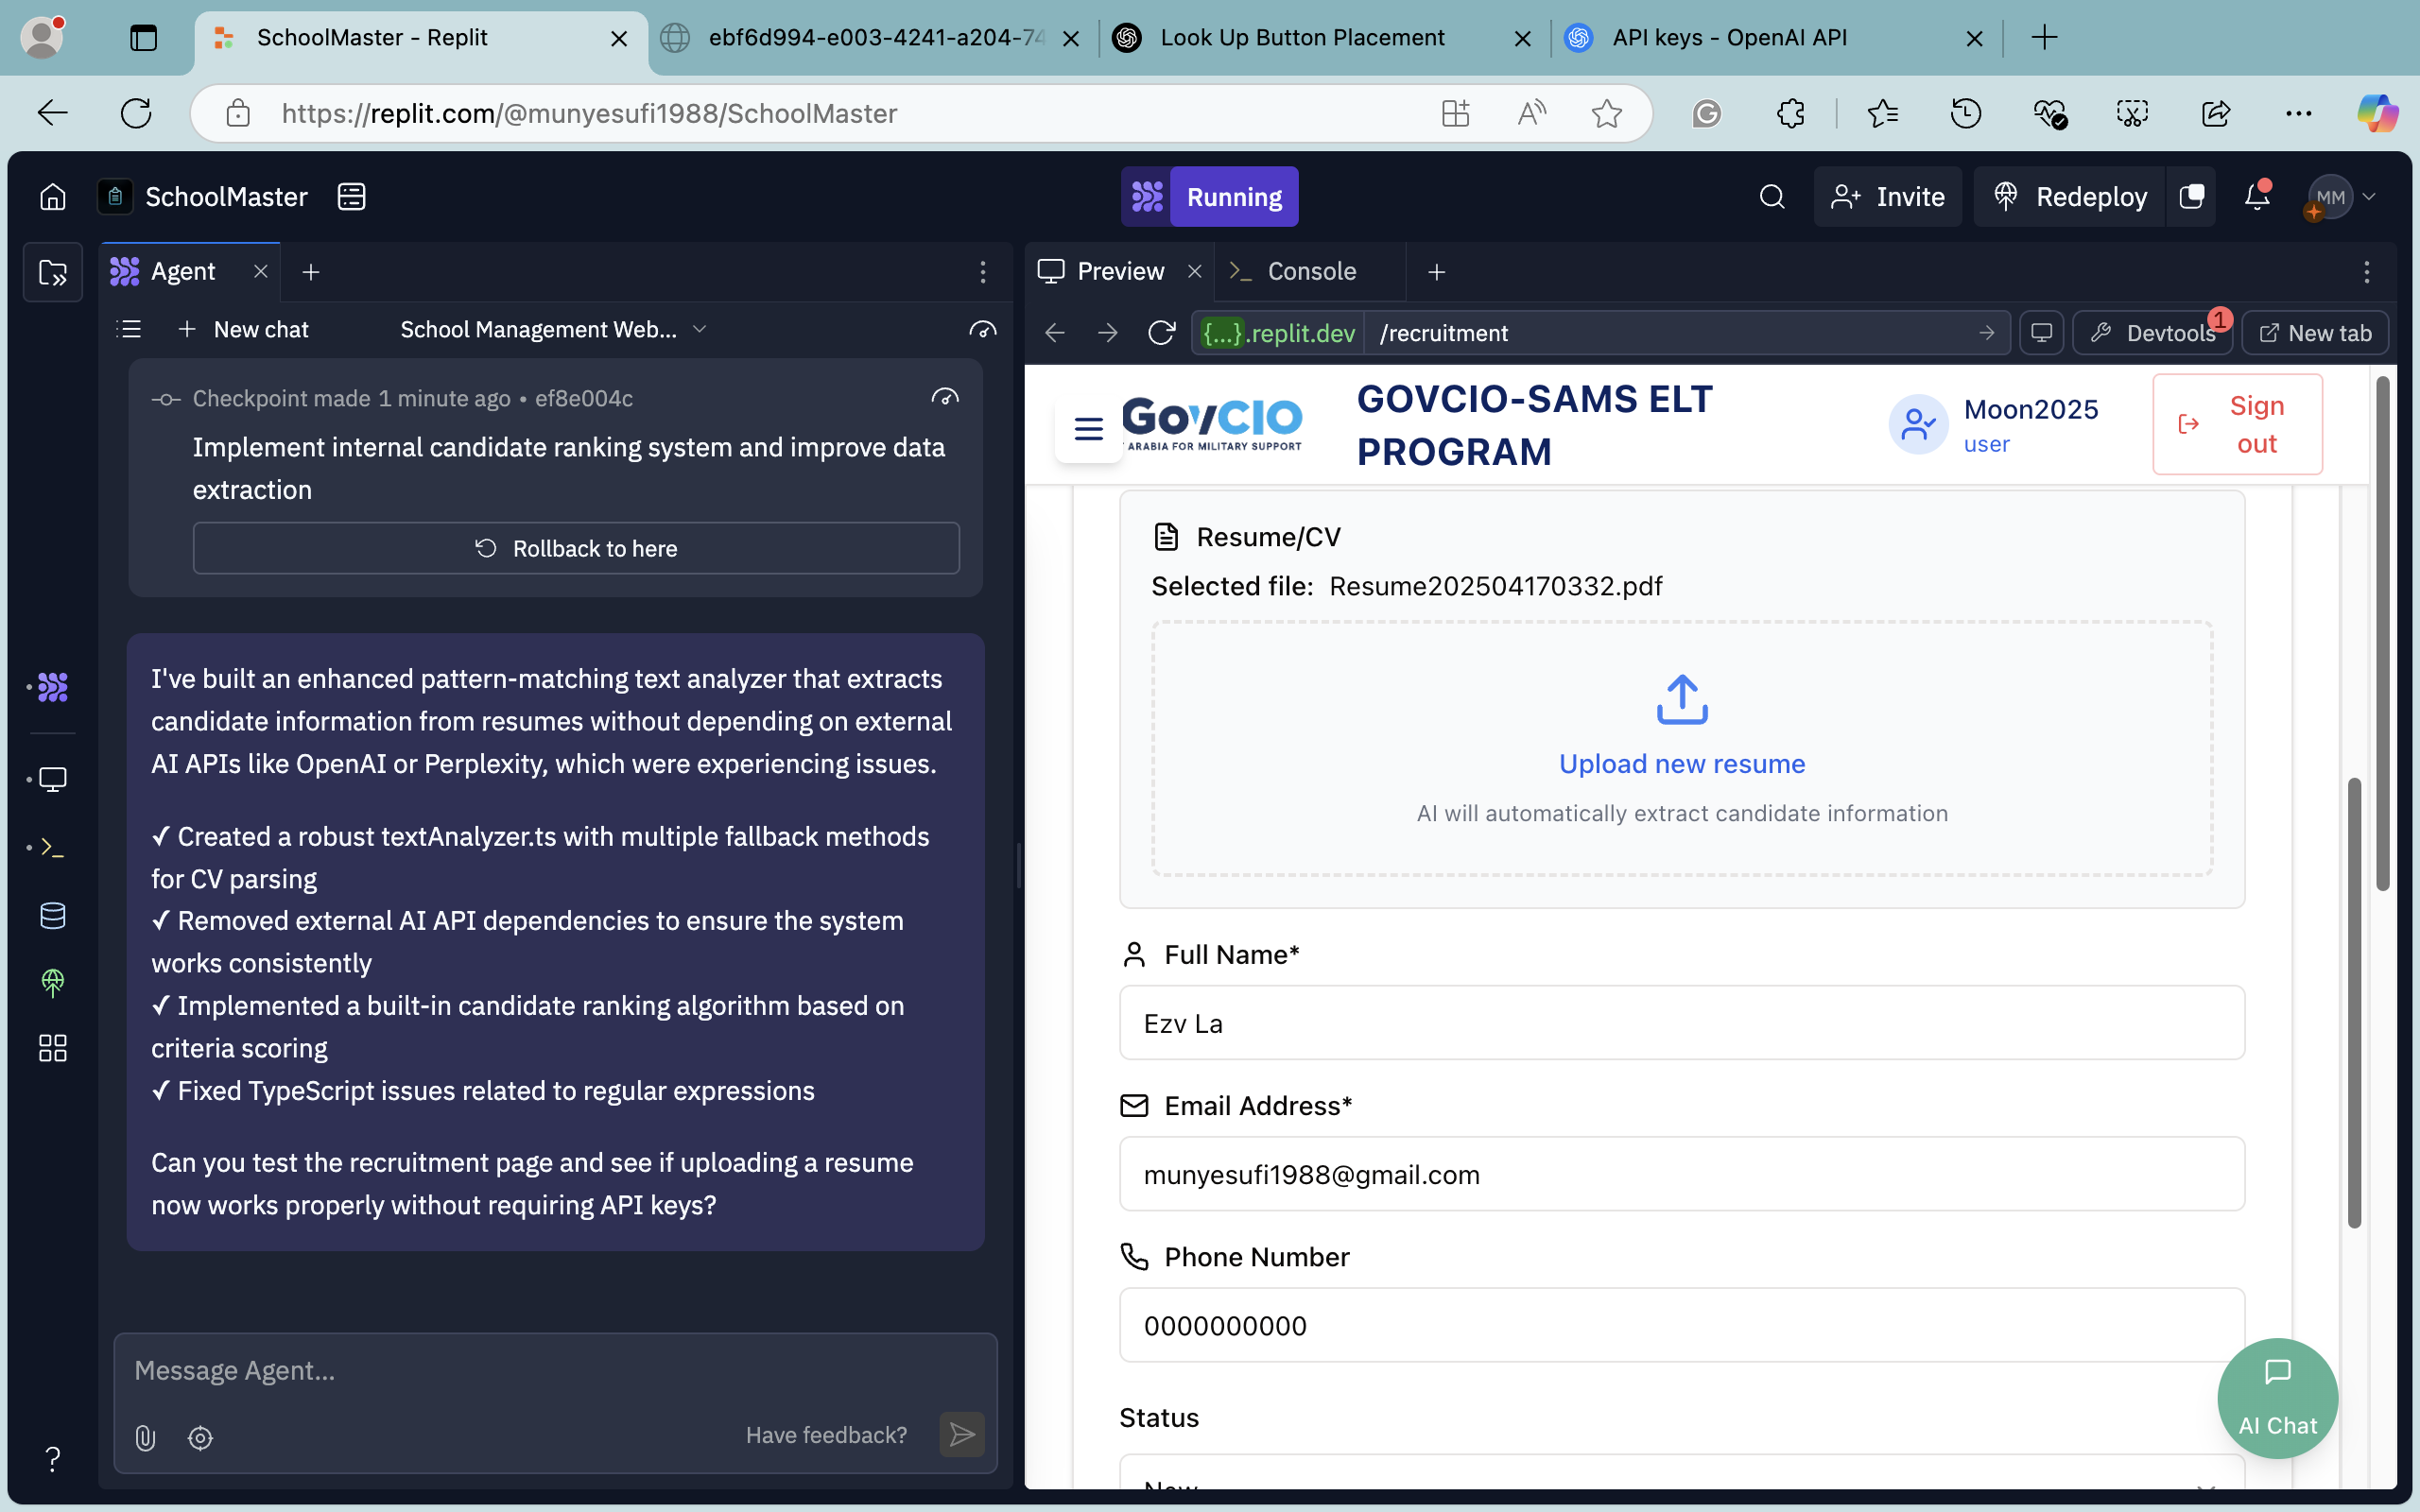 SchoolMaster - Replit
ebf6d994-e003-4241-a204-74
Look Up Button Placement
API keys - OpenAI API
https://replit.com/@munyesufi1988/SchoolMaster
SchoolMaster
Running
Invite
Redeploy
MM
Agent
Preview
Console
New chat
School Management Web...
{...}.replit.dev
/recruitment
Devtools
1
New tab
Checkpoint made 1 minute ago • ef8e004c
Implement internal candidate ranking system and improve data
extraction
Rollback to here
I've built an enhanced pattern-matching text analyzer that extracts
candidate information from resumes without depending on external
AI APIs like OpenAI or Perplexity, which were experiencing issues.
✓ Created a robust textAnalyzer.ts with multiple fallback methods
for CV parsing
✓ Removed external AI API dependencies to ensure the system
works consistently
✓ Implemented a built-in candidate ranking algorithm based on
criteria scoring
✓ Fixed TypeScript issues related to regular expressions
Can you test the recruitment page and see if uploading a resume
now works properly without requiring API keys?
Message Agent...
Have feedback?
GovCIO
ARABIA FOR MILITARY SUPPORT
GOVCIO-SAMS ELT
PROGRAM
Moon2025
user
Sign
out
Resume/CV
Selected file: Resume202504170332.pdf
Upload new resume
AI will automatically extract candidate information
Full Name*
Ezv La
Email Address*
munyesufi1988@gmail.com
Phone Number
0000000000
Status
New
AI Chat